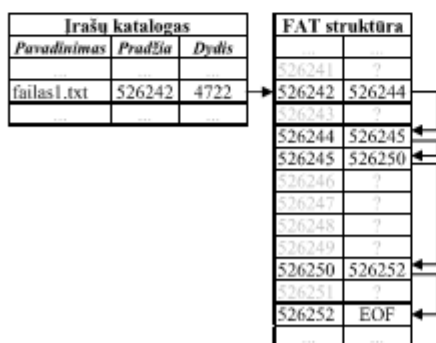 Įrašų katalogas
Pavadinimas Pradžia Dydis
... ... ...
failas1.txt 526242 4722
... ... ...
FAT struktūra
... ...
526241 ?
526242 526244
526243 ?
526244 526245
526245 526250
526246 ?
526247 ?
526248 ?
526249 ?
526250 526252
526251 ?
526252 EOF
... ...